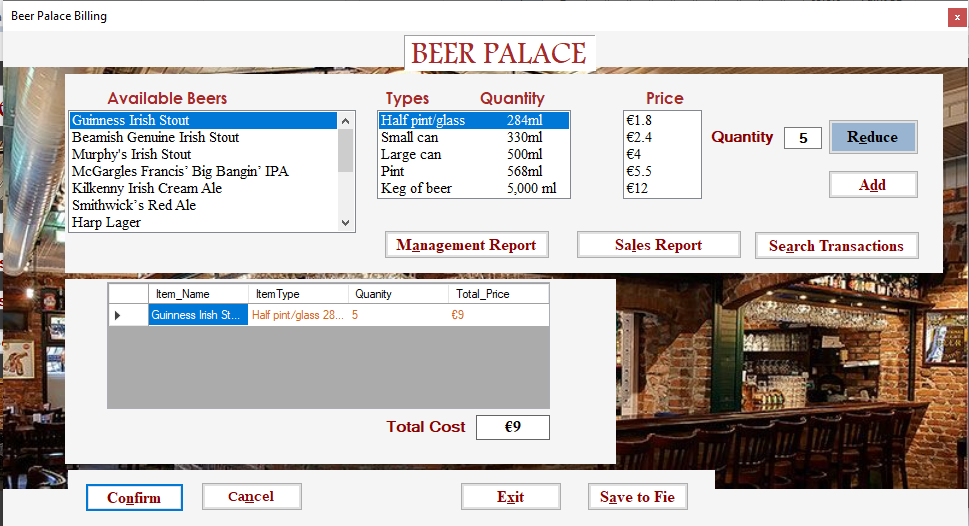 Beer Palace Billing
x
BEER PALACE
Available Beers
Types Quantity
Price
Guinness Irish Stout
Beamish Genuine Irish Stout
Murphy's Irish Stout
McGargles Francis' Big Bangin' IPA
Kilkenny Irish Cream Ale
Smithwick's Red Ale
Harp Lager
Half pint/glass 284ml
Small can 330ml
Large can 500ml
Pint 568ml
Keg of beer 5,000 ml
€1.8
€2.4
€4
€5.5
€12
Quantity 5 Reduce
Add
Management Report
Sales Report
Search Transactions
Item_Name ItemType Quanity Total_Price
Guinness Irish St... Half pint/glass 28... 5 €9
Total Cost €9
Confirm
Cancel
Exit
Save to Fie